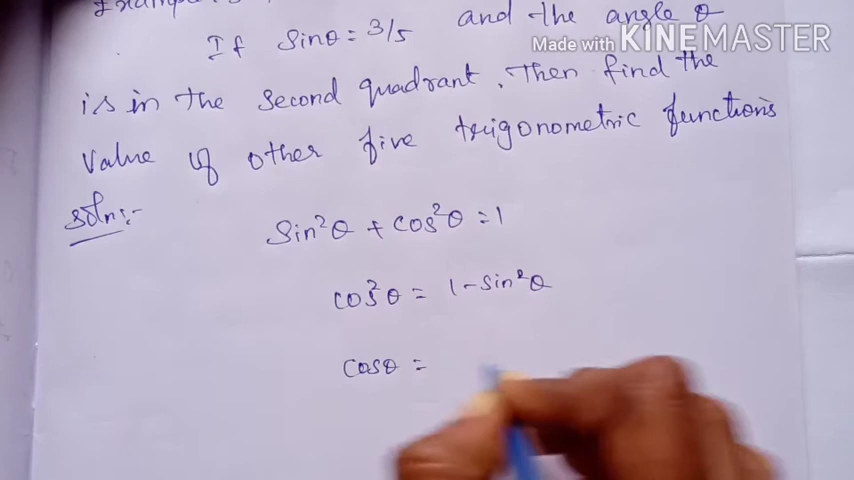 Example
If Sinθ = 3/5 and the angle θ
Made with KINEMASTER
is in the second quadrant. Then find the
value of other five trigonometric functions
Soln:-
Sin²θ + cos²θ = 1
cos²θ = 1 - sin²θ
cosθ =